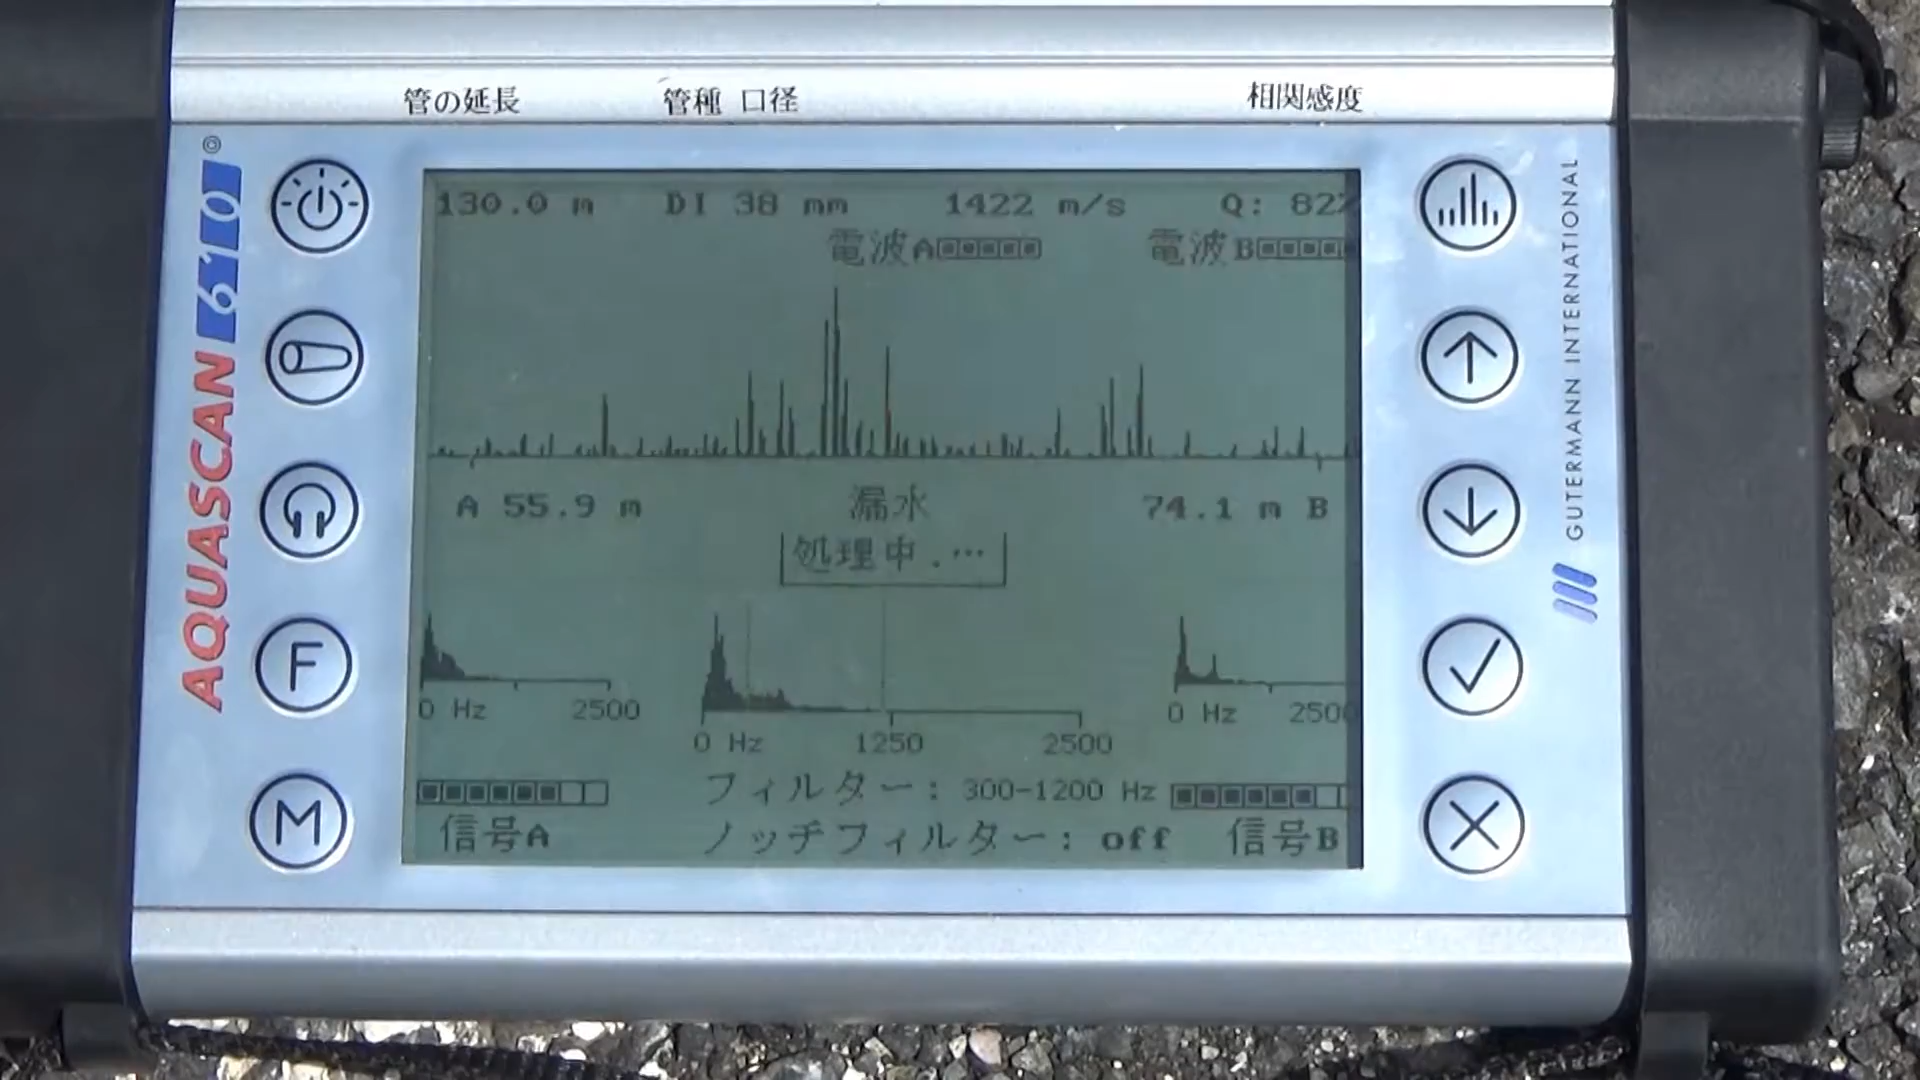 管の延長 管種 口径 相関感度
AQUASCAN 610
GUTERMANN INTERNATIONAL
130.0 m DI 38 mm 1422 m/s Q: 82%
電波A 電波B
A 55.9 m 漏水 74.1 m B
処理中....
0 Hz 2500 0 Hz 1250 2500 0 Hz 2500
フィルター: 300-1200 Hz
信号A ノッチフィルター: off 信号B
F
M